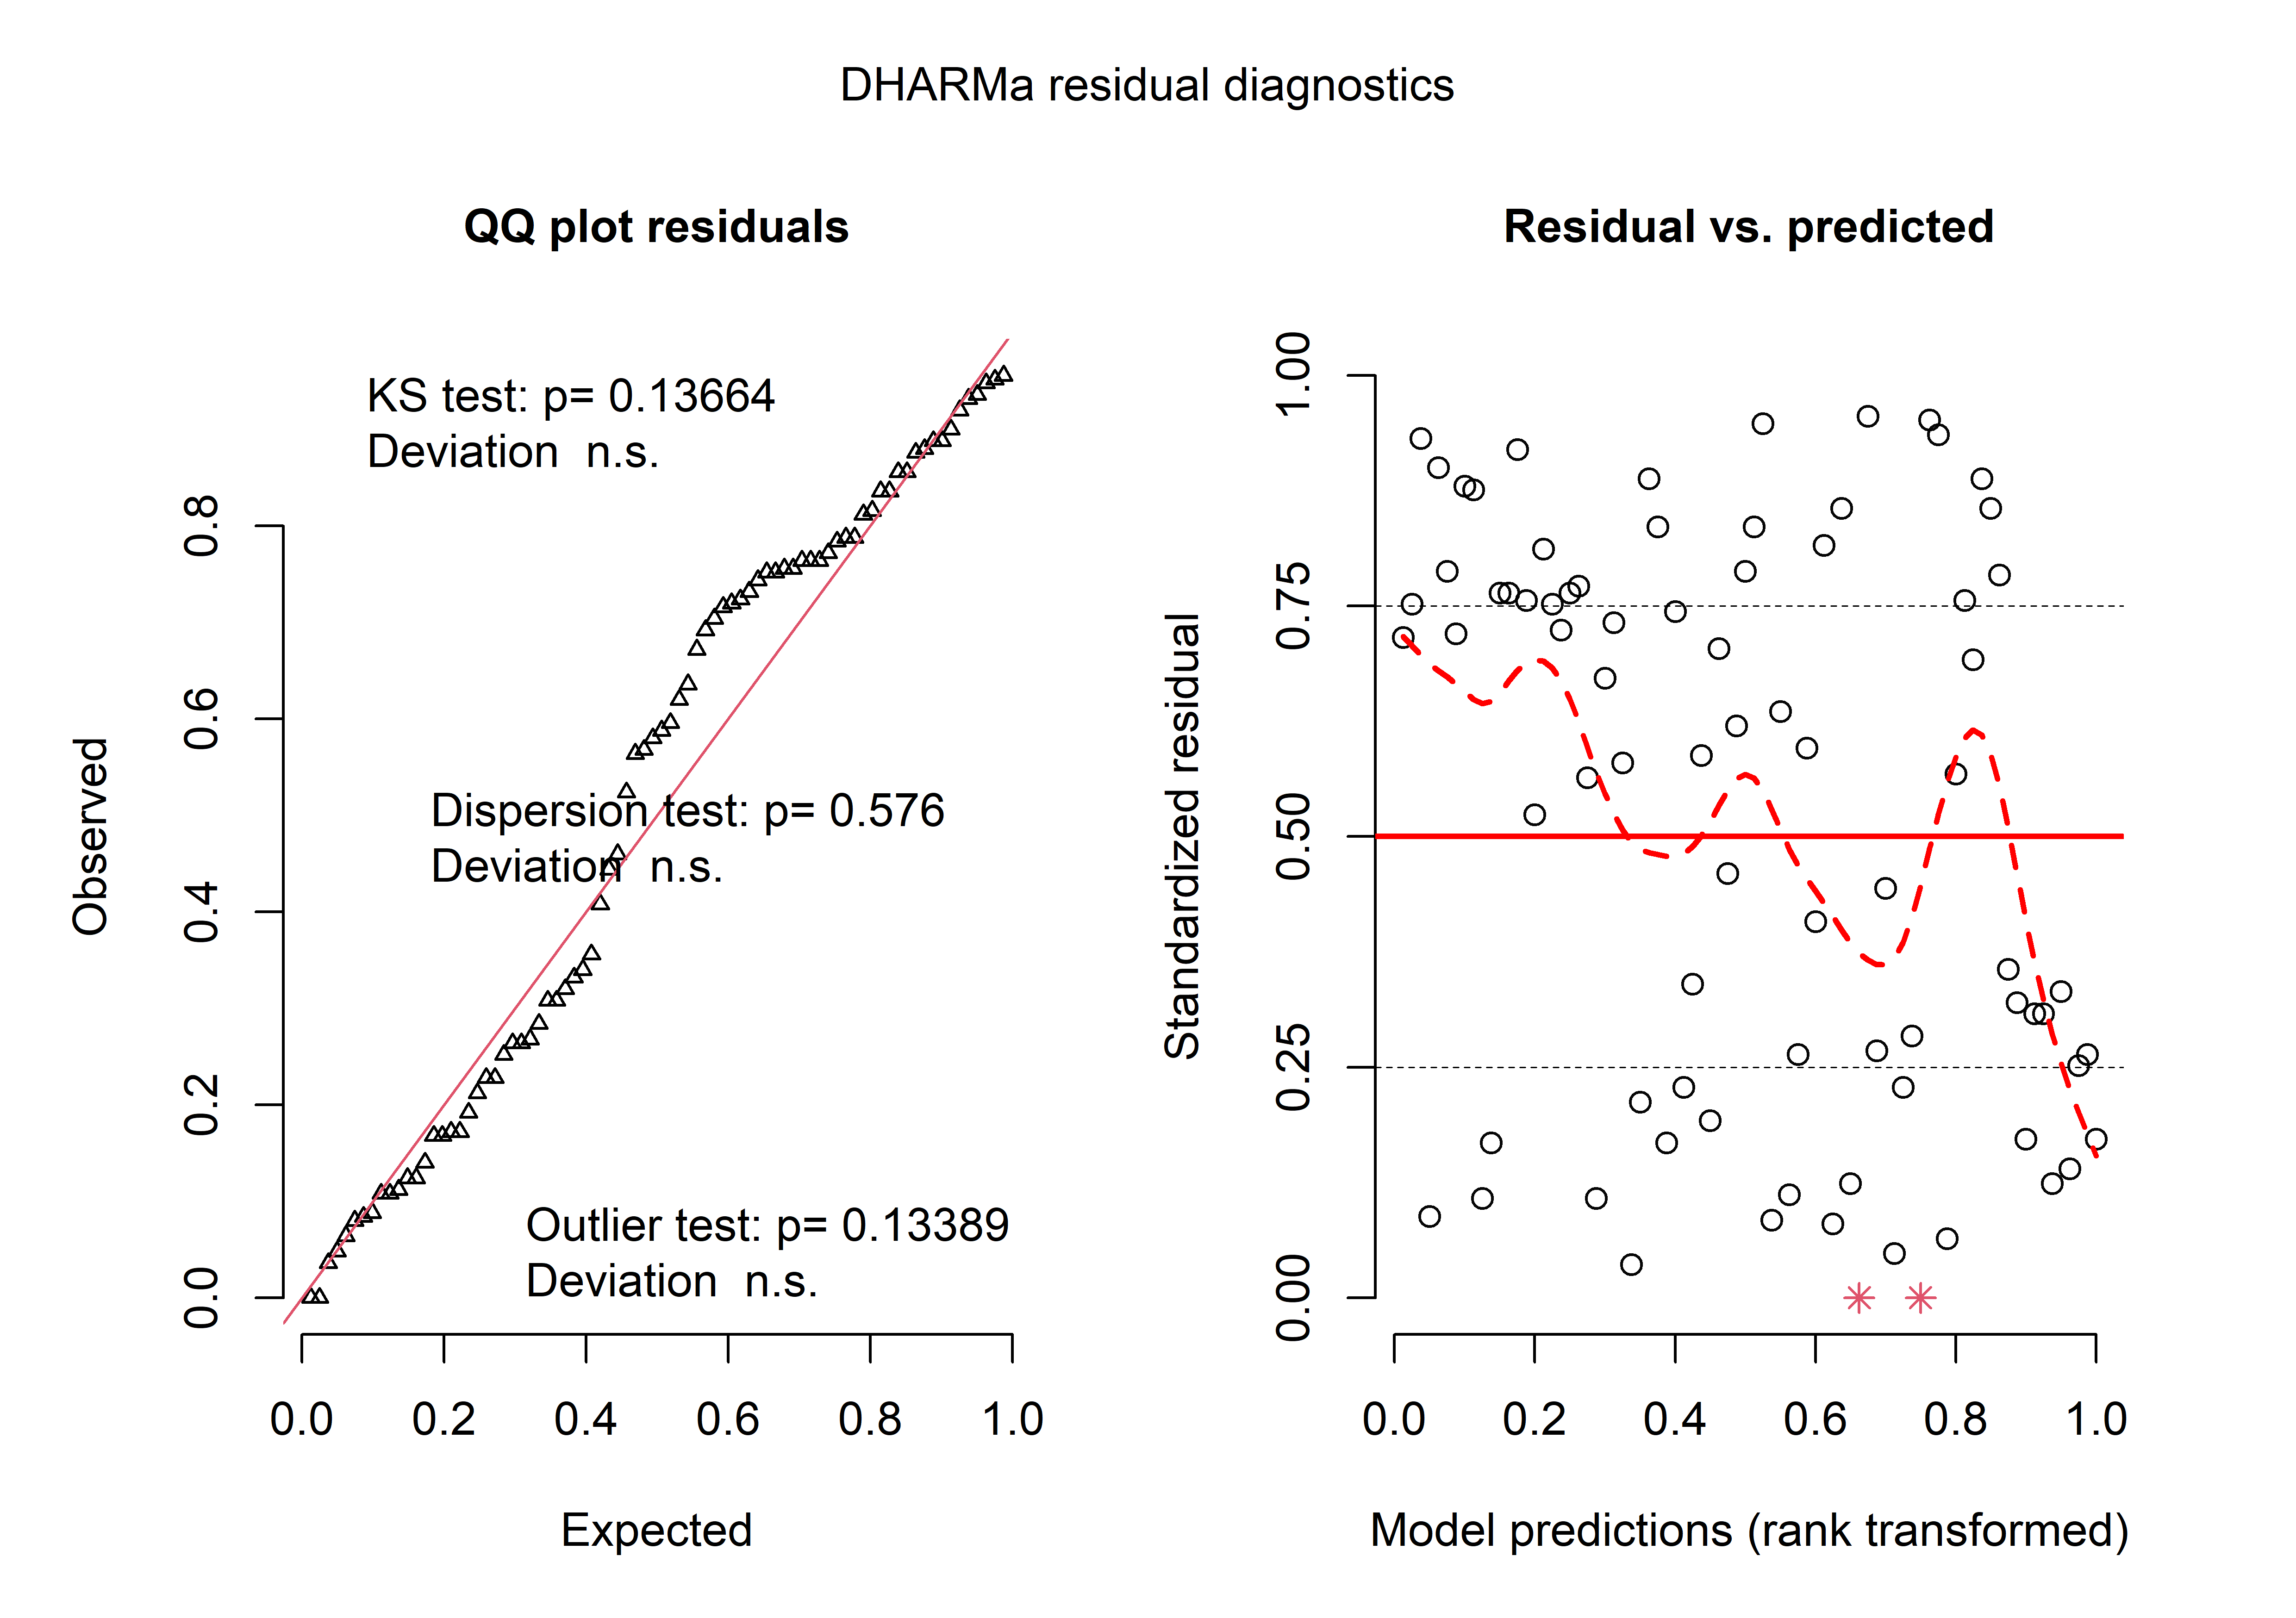 DHARMa residual diagnostics
QQ plot residuals
KS test: p= 0.13664
Deviation  n.s.
Dispersion test: p= 0.576
Deviation  n.s.
Outlier test: p= 0.13389
Deviation  n.s.
Observed
0.0 0.2 0.4 0.6 0.8
0.0 0.2 0.4 0.6 0.8 1.0
Expected
Residual vs. predicted
Standardized residual
0.00 0.25 0.50 0.75 1.00
0.0 0.2 0.4 0.6 0.8 1.0
Model predictions (rank transformed)